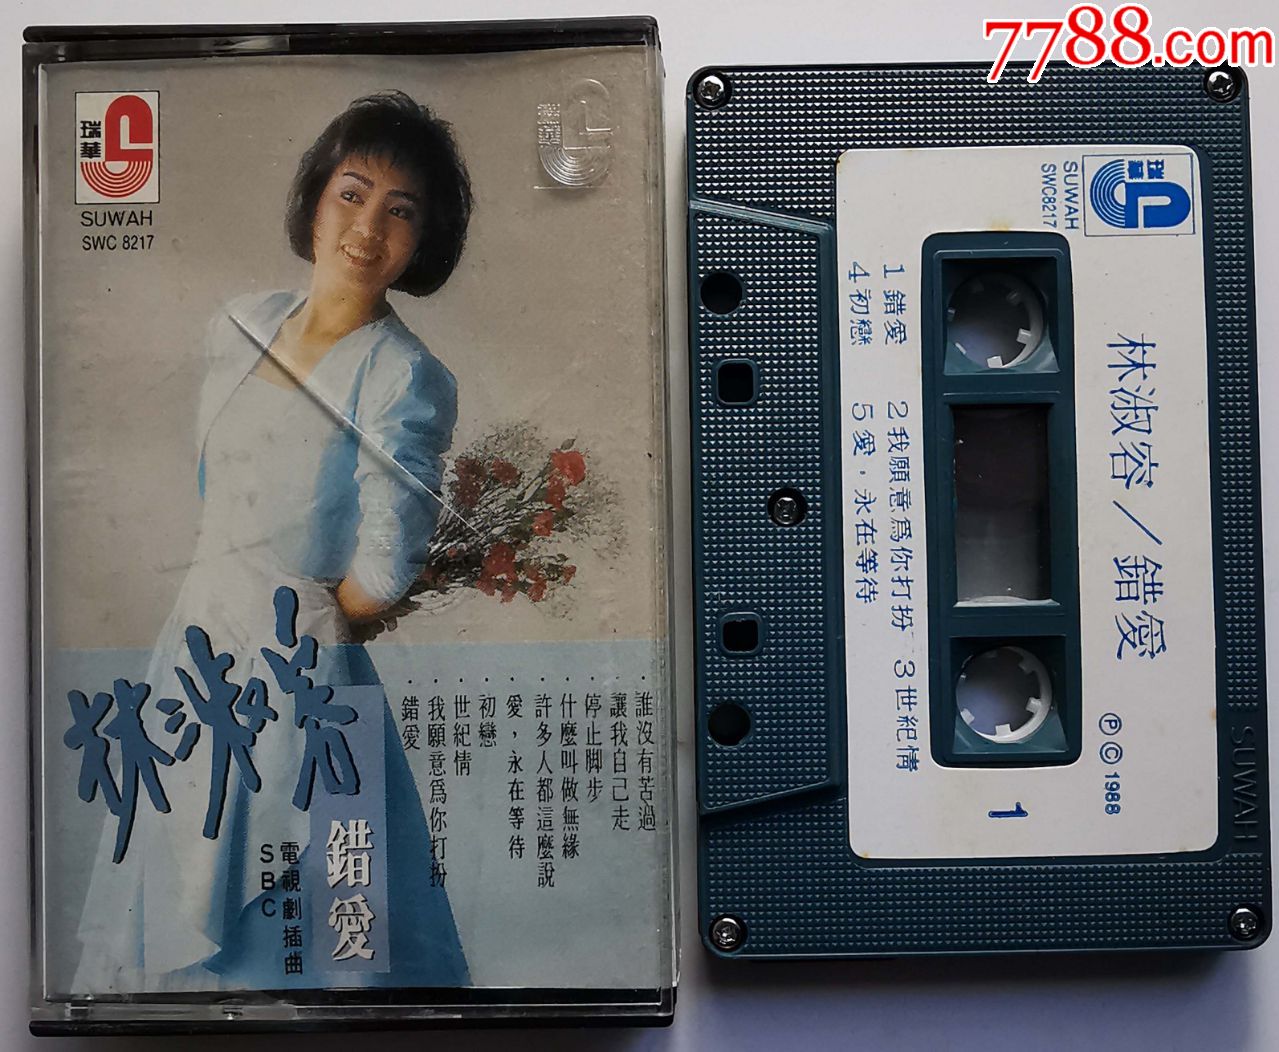 7788.com
瑞華
SUWAH
SWC 8217
瑞華
林淑容
錯愛
SBC
電視劇插曲
·誰沒有苦過
·讓我自己走
·停止脚步
·什麼叫做無緣
·許多人都這麼說
·愛，永在等待
·初戀
·世紀情
·我願意為你打扮
·錯愛
瑞華
SUWAH
SWC8217
林淑容／錯愛
1錯愛 2我願意為你打扮 3世紀情
4初戀 5愛，永在等待
Ⓟ©1988
1
SUWAH